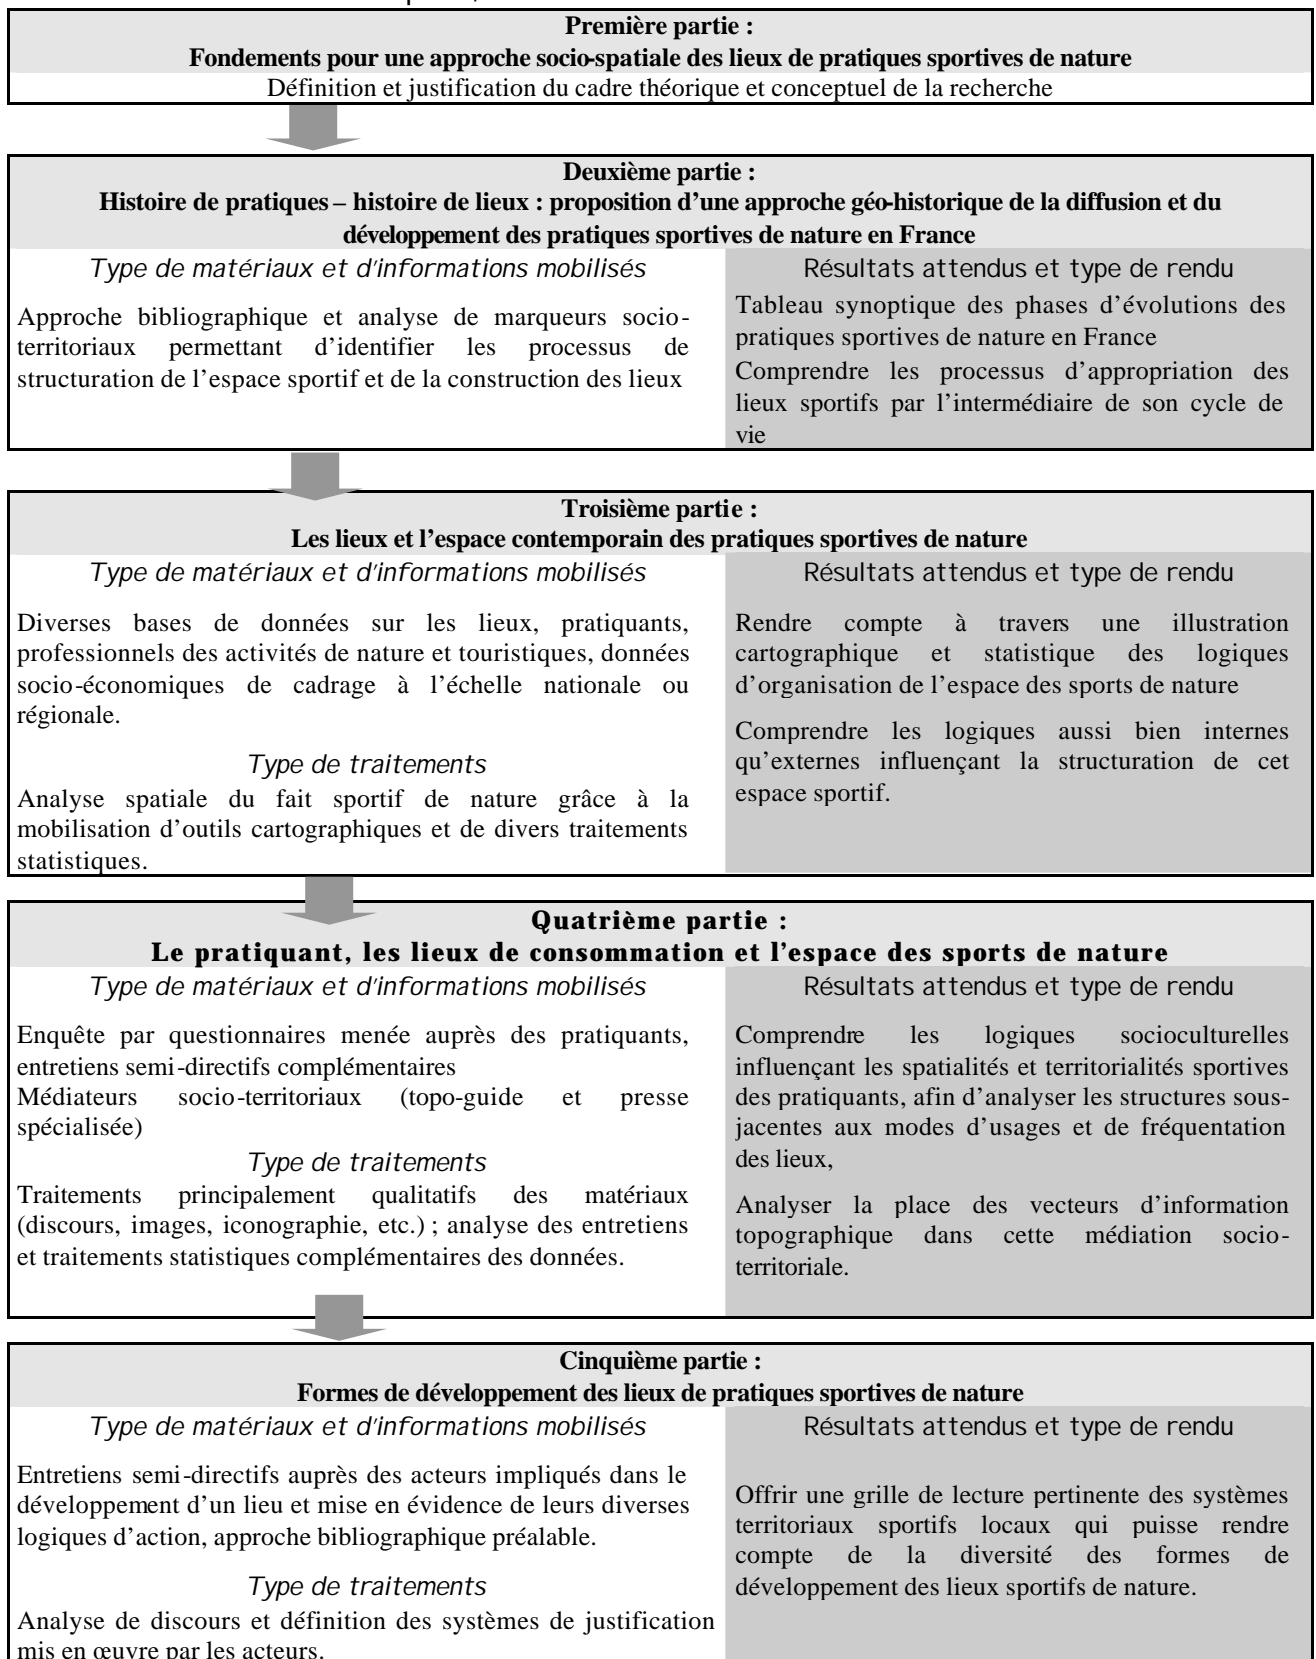 Première partie :
Fondements pour une approche socio-spatiale des lieux de pratiques sportives de nature
Définition et justification du cadre théorique et conceptuel de la recherche
Deuxième partie :
Histoire de pratiques – histoire de lieux : proposition d’une approche géo-historique de la diffusion et du
développement des pratiques sportives de nature en France
Type de matériaux et d'informations mobilisés
Approche bibliographique et analyse de marqueurs socio-
territoriaux permettant d’identifier les processus de
structuration de l’espace sportif et de la construction des lieux
Résultats attendus et type de rendu
Tableau synoptique des phases d’évolutions des
pratiques sportives de nature en France
Comprendre les processus d’appropriation des
lieux sportifs par l’intermédiaire de son cycle de
vie
Troisième partie :
Les lieux et l’espace contemporain des pratiques sportives de nature
Type de matériaux et d'informations mobilisés
Diverses bases de données sur les lieux, pratiquants,
professionnels des activités de nature et touristiques, données
socio-économiques de cadrage à l’échelle nationale ou
régionale.
Type de traitements
Analyse spatiale du fait sportif de nature grâce à la
mobilisation d’outils cartographiques et de divers traitements
statistiques.
Résultats attendus et type de rendu
Rendre compte à travers une illustration
cartographique et statistique des logiques
d’organisation de l’espace des sports de nature
Comprendre les logiques aussi bien internes
qu’externes influençant la structuration de cet
espace sportif.
Quatrième partie :
Le pratiquant, les lieux de consommation et l'espace des sports de nature
Type de matériaux et d'informations mobilisés
Enquête par questionnaires menée auprès des pratiquants,
entretiens semi-directifs complémentaires
Médiateurs socio-territoriaux (topo-guide et presse
spécialisée)
Type de traitements
Traitements principalement qualitatifs des matériaux
(discours, images, iconographie, etc.) ; analyse des entretiens
et traitements statistiques complémentaires des données.
Résultats attendus et type de rendu
Comprendre les logiques socioculturelles
influençant les spatialités et territorialités sportives
des pratiquants, afin d’analyser les structures sous-
jacentes aux modes d’usages et de fréquentation
des lieux,
Analyser la place des vecteurs d’information
topographique dans cette médiation socio-
territoriale.
Cinquième partie :
Formes de développement des lieux de pratiques sportives de nature
Type de matériaux et d'informations mobilisés
Entretiens semi-directifs auprès des acteurs impliqués dans le
développement d’un lieu et mise en évidence de leurs diverses
logiques d’action, approche bibliographique préalable.
Type de traitements
Analyse de discours et définition des systèmes de justification
mis en œuvre par les acteurs.
Résultats attendus et type de rendu
Offrir une grille de lecture pertinente des systèmes
territoriaux sportifs locaux qui puisse rendre
compte de la diversité des formes de
développement des lieux sportifs de nature.